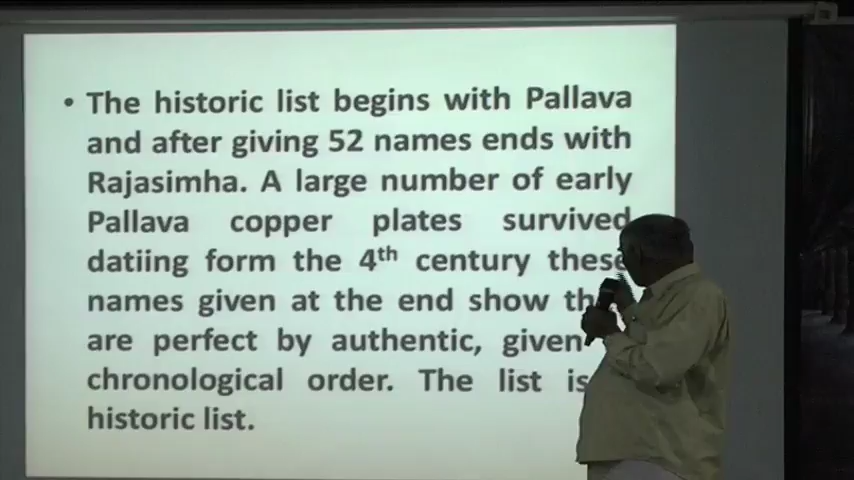 • The historic list begins with Pallava
and after giving 52 names ends with
Rajasimha. A large number of early
Pallava copper plates survived
datiing form the 4th century these
names given at the end show
are perfect by authentic, given
chronological order. The list is
historic list.